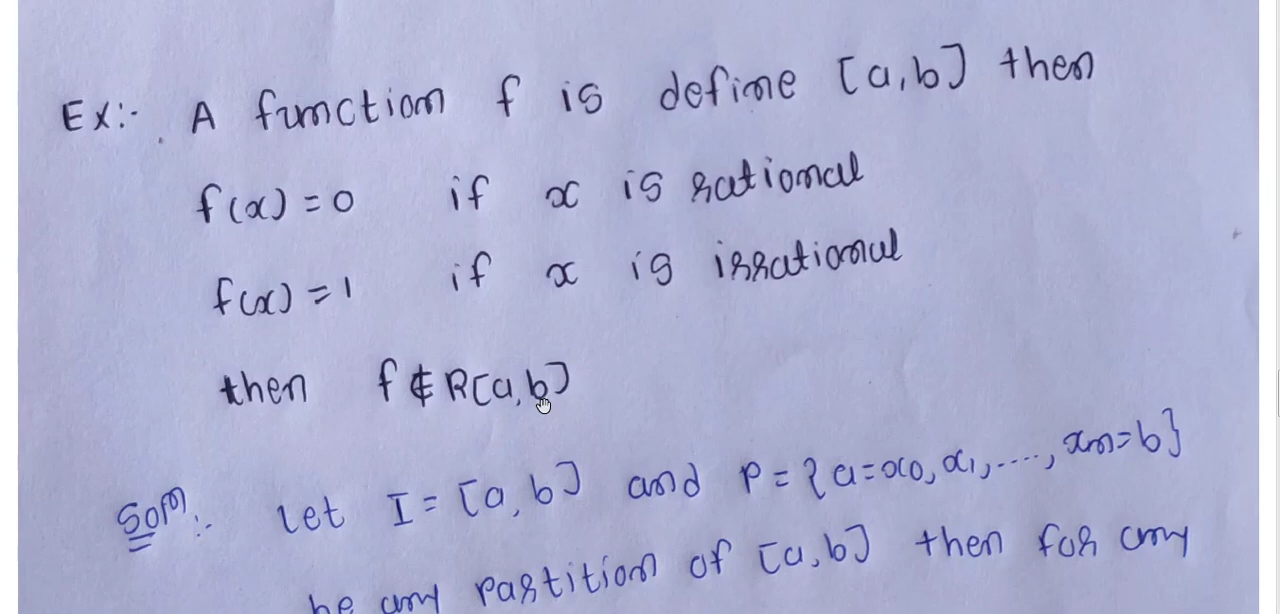 Ex:- A function f is define [a,b] then
f(x) = 0 if x is rational
f(x) = 1 if x is irrational
then f ∉ R[a,b]
Soln:- Let I = [a,b] and P = {a=x0, x1, ...., xn=b}
be any partition of [a,b] then for any